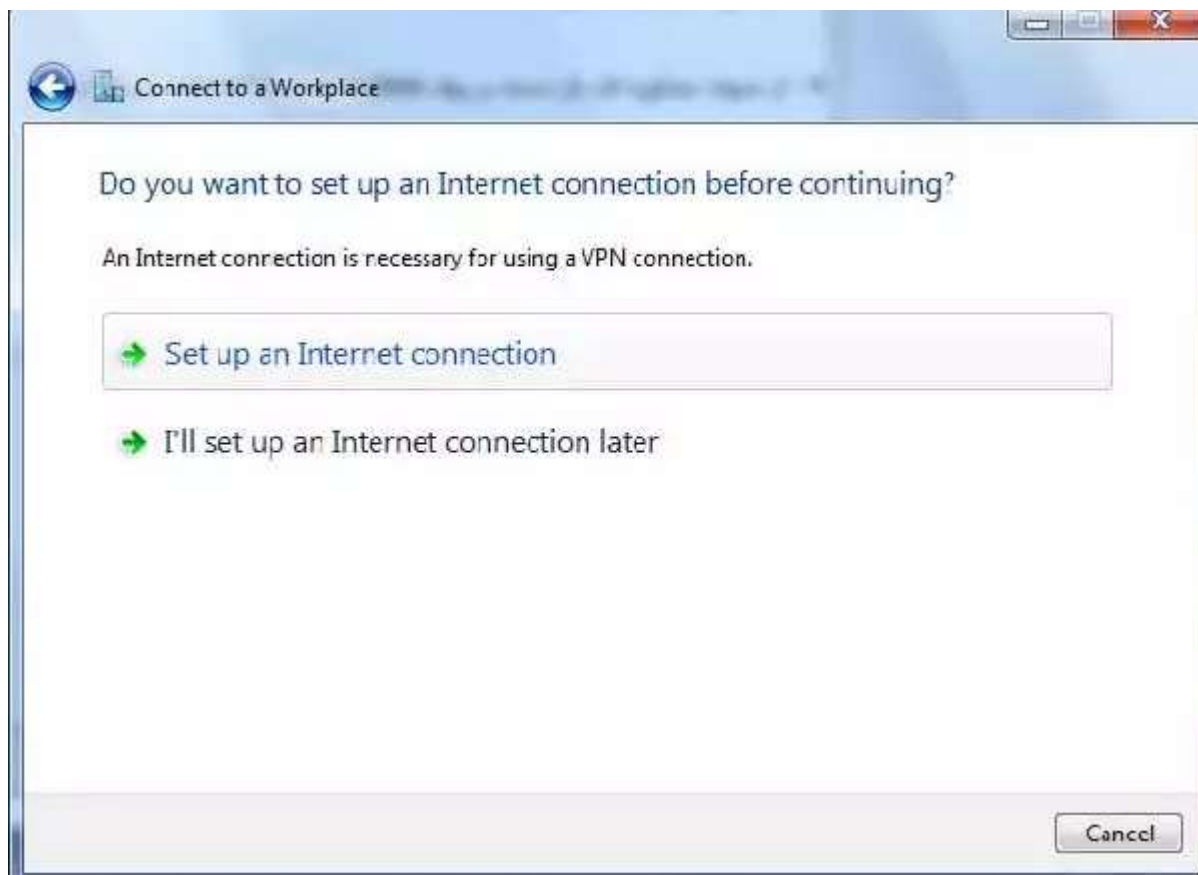 Connect to a Workplace
Do you want to set up an Internet connection before continuing?
An Internet connection is necessary for using a VPN connection.
Set up an Internet connection
I'll set up an Internet connection later
Cancel